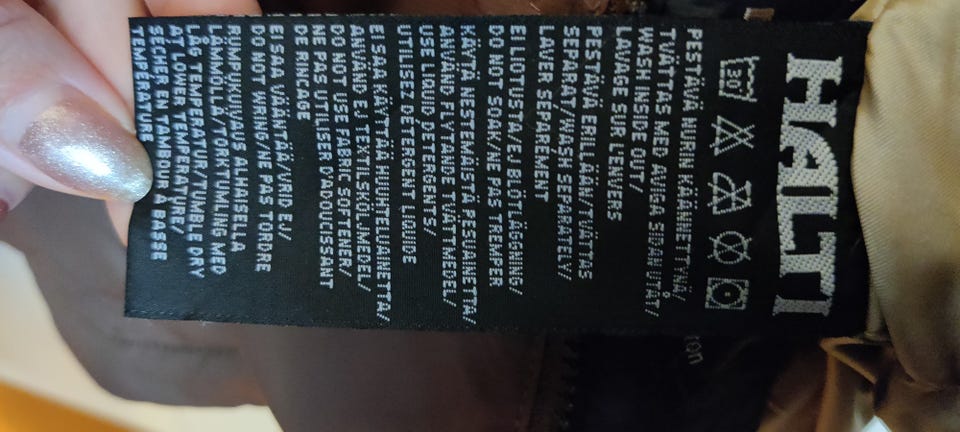 HALTI
30
PESTÄVÄ NURIN KÄÄNNETTYNÄ/
TVÄTTAS MED AVIGA SIDAN UTÅT/
WASH INSIDE OUT/
LAVAGE SUR L'ENVERS
PESTÄVÄ ERILLÄÄN/TVÄTTAS
SEPARAT/WASH SEPARATELY/
LAVER SÉPARÉMENT
EI LIOTUSTA/EJ BLÖTLÄGGNING/
DO NOT SOAK/NE PAS TREMPER
KÄYTÄ NESTEMÄISTÄ PESUAINETTA/
ANVÄND FLYTANDE TVÄTTMEDEL/
USE LIQUID DETERGENTE/
UTILISEZ DÉTERGENT LIQUIDE
EI SAA KÄYTTÄÄ HUUHTELUAINETTA/
ANVÄND EJ TEXTILSKÖLJMEDEL/
DO NOT USE FABRIC SOFTENER/
NE PAS UTILISER D'ADOUCISSANT
DE RINÇAGE
EI SAA VÄÄNTÄÄ/VRID EJ/
DO NOT WRING/NE PAS TORDRE
RUMPUKUIVAUS ALHAISELLA
LÄMMÖLLÄ/TORKTUMLING MED
LÅG TEMPERATUR/TUMBLE DRY
AT LOWER TEMPERATURE/
SÉCHER EN TAMBOUR À BASSE
TEMPÉRATURE